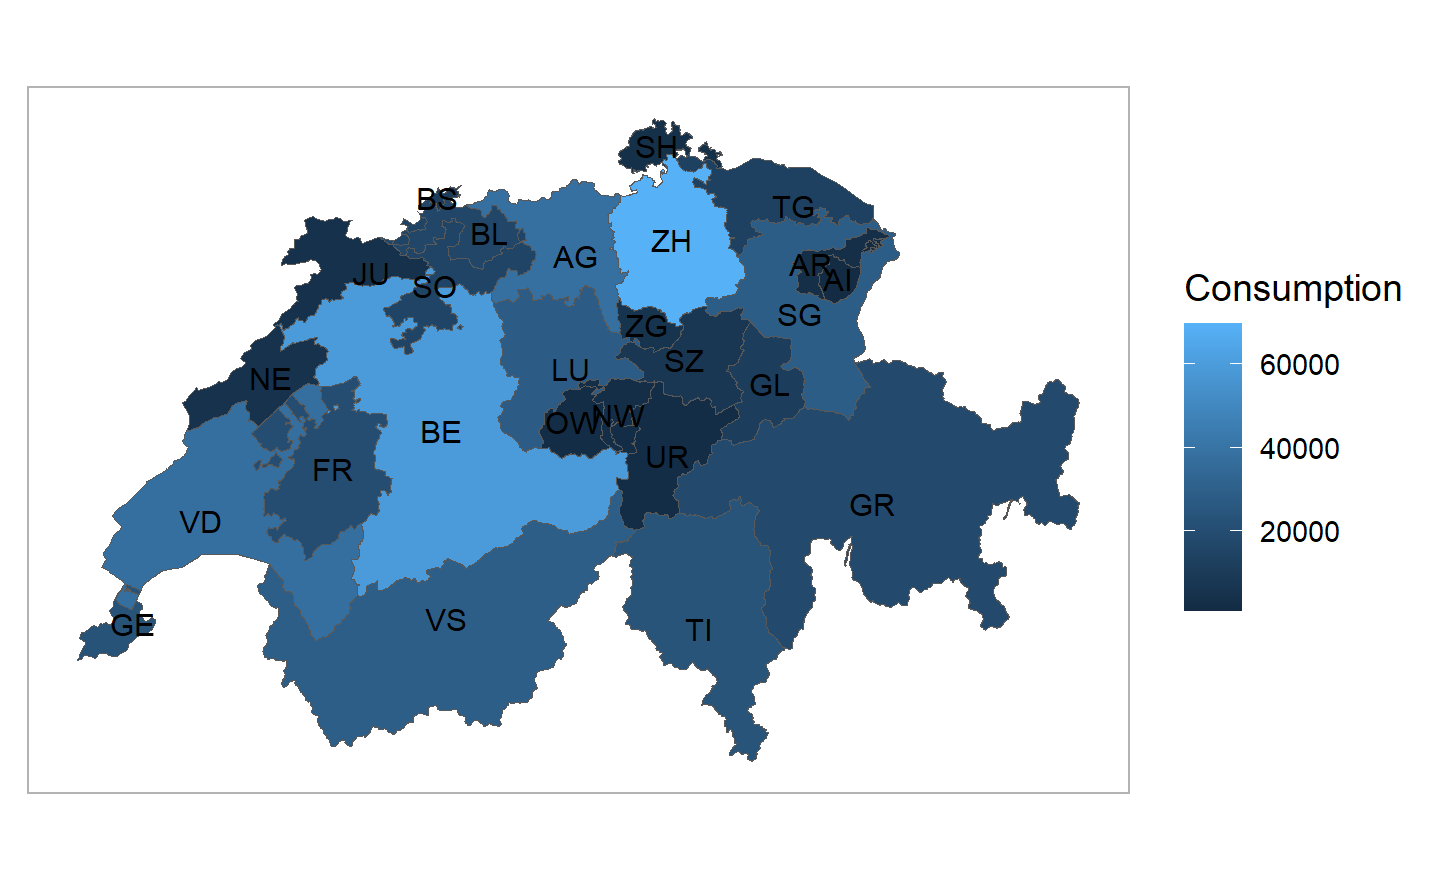 SH
BS
TG
BL
ZH
AG
AR
AI
JU
SO
SG
ZG
SZ
LU
NE
GL
OW
NW
BE
UR
FR
GR
VD
GE
VS
TI
Consumption
60000
40000
20000